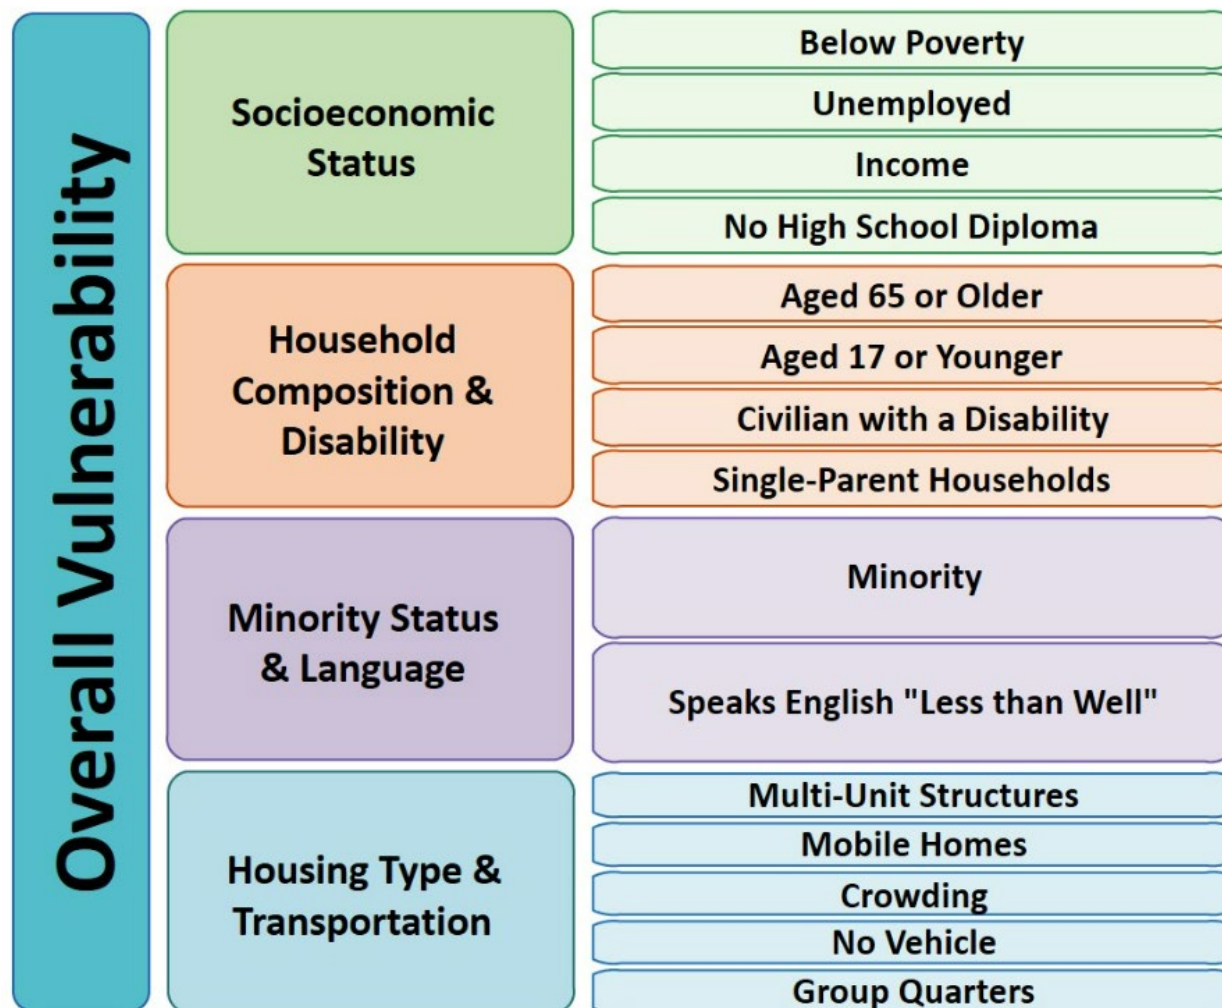 Overall Vulnerability
Socioeconomic
Status
Below Poverty
Unemployed
Income
No High School Diploma
Household
Composition &
Disability
Aged 65 or Older
Aged 17 or Younger
Civilian with a Disability
Single-Parent Households
Minority Status
& Language
Minority
Speaks English "Less than Well"
Housing Type &
Transportation
Multi-Unit Structures
Mobile Homes
Crowding
No Vehicle
Group Quarters